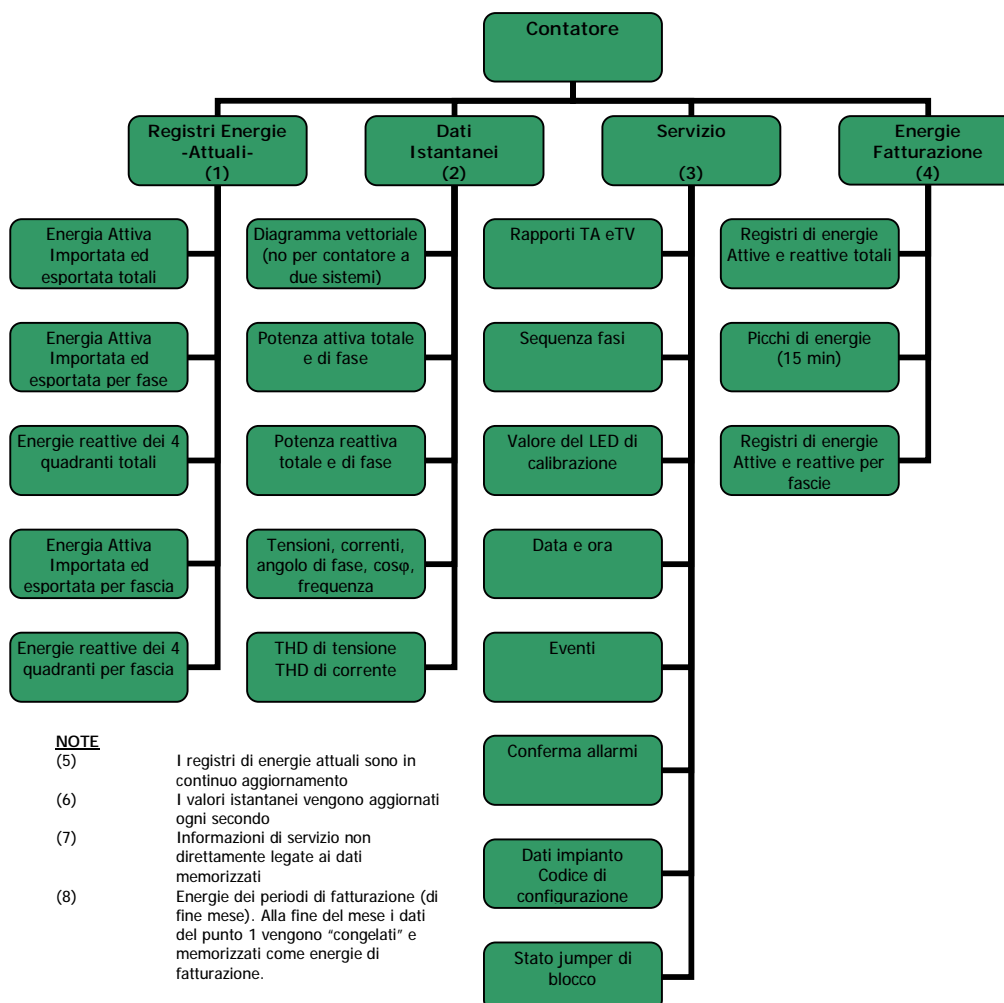 Contatore
Registri Energie
-Attuali-
(1)
Dati
Istantanei
(2)
Servizio
(3)
Energie
Fatturazione
(4)
Energia Attiva
Importata ed
esportata totali
Energia Attiva
Importata ed
esportata per fase
Energie reattive dei 4
quadranti totali
Energia Attiva
Importata ed
esportata per fascia
Energie reattive dei 4
quadranti per fascia
Diagramma vettoriale
(no per contatore a
due sistemi)
Potenza attiva totale
e di fase
Potenza reattiva
totale e di fase
Tensioni, correnti,
angolo di fase, cosφ,
frequenza
THD di tensione
THD di corrente
Rapporti TA eTV
Sequenza fasi
Valore del LED di
calibrazione
Data e ora
Eventi
Conferma allarmi
Dati impianto
Codice di
configurazione
Stato jumper di
blocco
Registri di energie
Attive e reattive totali
Picchi di energie
(15 min)
Registri di energie
Attive e reattive per
fascie
NOTE
(5) I registri di energie attuali sono in
continuo aggiornamento
(6) I valori istantanei vengono aggiornati
ogni secondo
(7) Informazioni di servizio non
direttamente legate ai dati
memorizzati
(8) Energie dei periodi di fatturazione (di
fine mese). Alla fine del mese i dati
del punto 1 vengono “congelati” e
memorizzati come energie di
fatturazione.